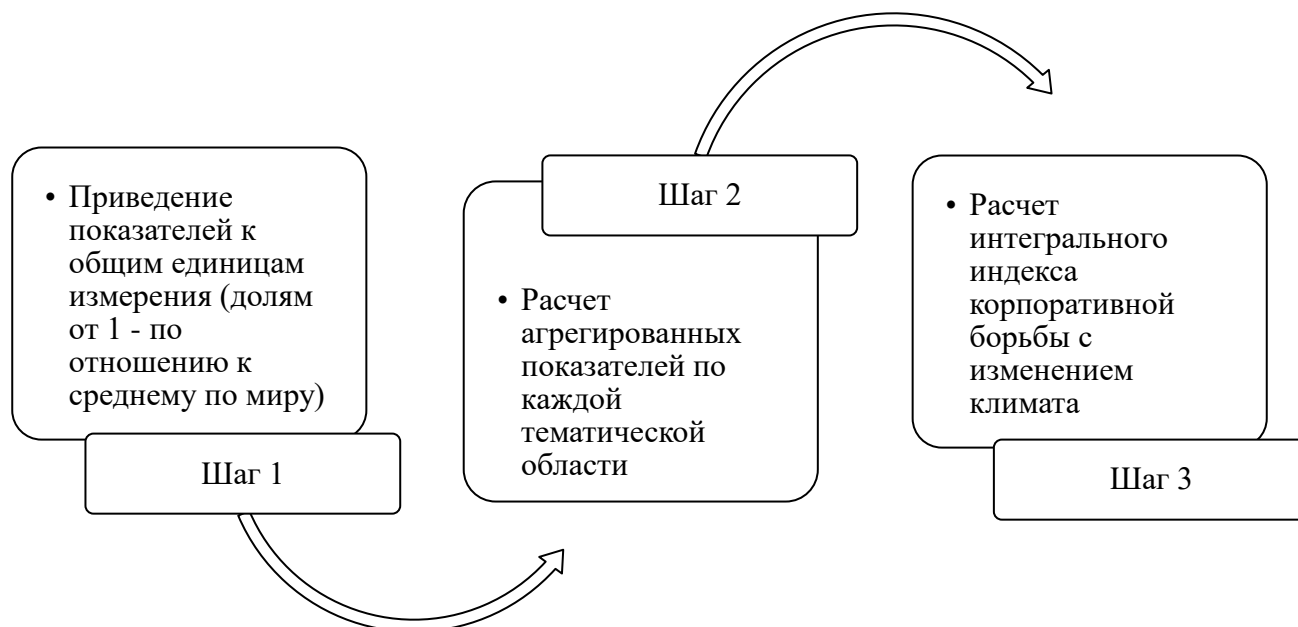 • Приведение
показателей к
общим единицам
измерения (долям
от 1 - по
отношению к
среднему по миру)
Шаг 1
Шаг 2
• Расчет
агрегированных
показателей по
каждой
тематической
области
• Расчет
интегрального
индекса
корпоративной
борьбы с
изменением
климата
Шаг 3